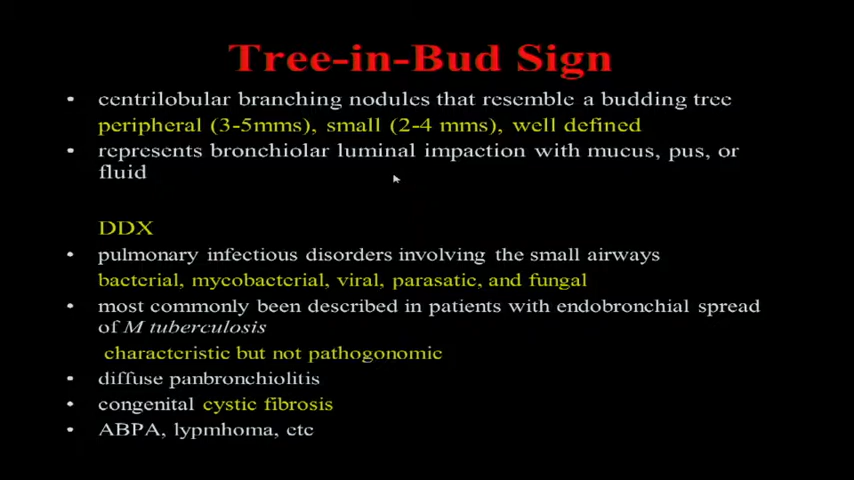 Tree-in-Bud Sign
• centrilobular branching nodules that resemble a budding tree
peripheral (3-5mms), small (2-4 mms), well defined
• represents bronchiolar luminal impaction with mucus, pus, or
fluid
DDX
• pulmonary infectious disorders involving the small airways
bacterial, mycobacterial, viral, parasatic, and fungal
• most commonly been described in patients with endobronchial spread
of M tuberculosis
characteristic but not pathogonomic
• diffuse panbronchiolitis
• congenital cystic fibrosis
• ABPA, lypmhoma, etc